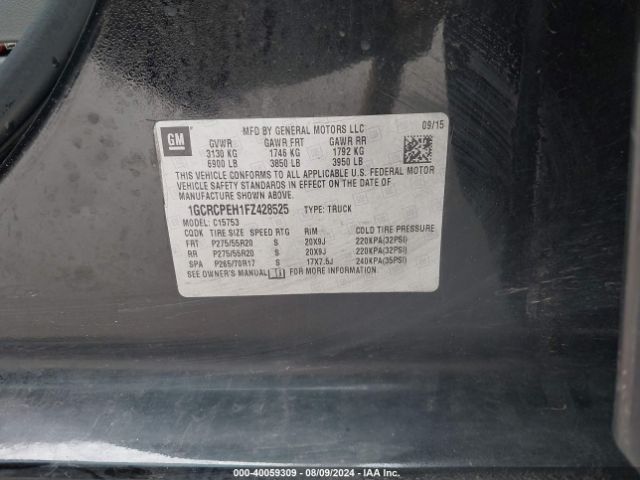 GM
MFD BY GENERAL MOTORS LLC
09/15
GVWR GAWR FRT GAWR RR
3130 KG 1746 KG 1792 KG
6900 LB 3850 LB 3950 LB
THIS VEHICLE CONFORMS TO ALL APPLICABLE U.S. FEDERAL MOTOR
VEHICLE SAFETY STANDARDS IN EFFECT ON THE DATE OF
MANUFACTURE SHOWN ABOVE.
1GCRCPEH1FZ428525 TYPE: TRUCK
MODEL: C15753
CQDK TIRE SIZE SPEED RTG RIM COLD TIRE PRESSURE
FRT P275/55R20 S 20X9J 220KPA(32PSI)
RR P275/55R20 S 20X9J 220KPA(32PSI)
SPA P265/70R17 S 17X7.5J 240KPA(35PSI)
SEE OWNER'S MANUAL FOR MORE INFORMATION.
000-40059309 - 08/09/2024 - IAAI.com